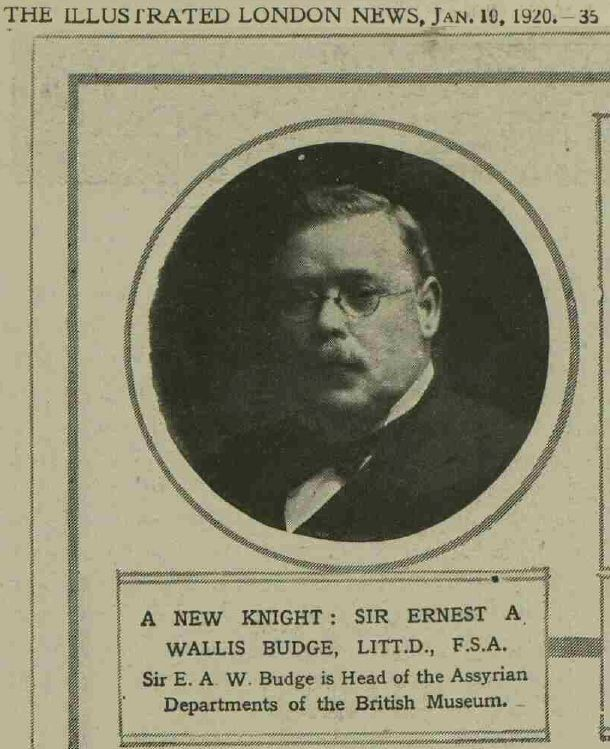 THE ILLUSTRATED LONDON NEWS, JAN. 10, 1920.—35
A NEW KNIGHT: SIR ERNEST A
WALLIS BUDGE, LITT.D., F.S.A.
Sir E. A. W. Budge is Head of the Assyrian
Departments of the British Museum.